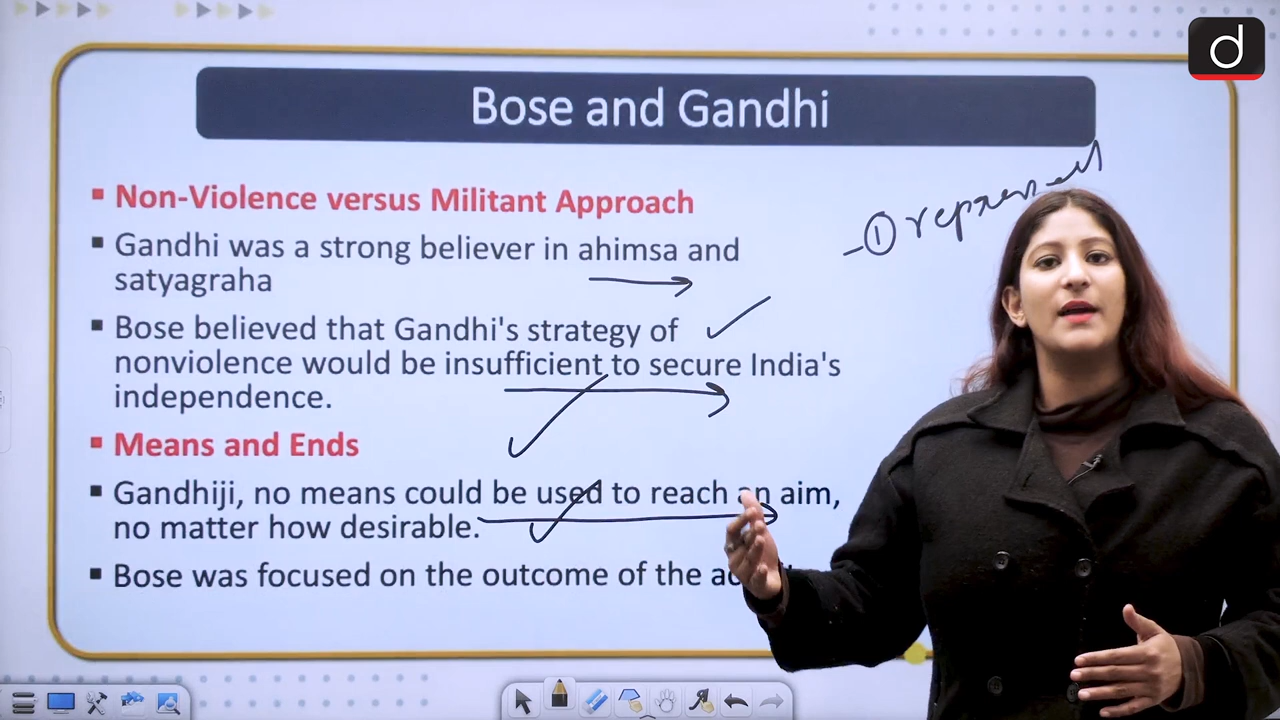 d
Bose and Gandhi
▪ Non-Violence versus Militant Approach
▪ Gandhi was a strong believer in ahimsa and
satyagraha
▪ Bose believed that Gandhi's strategy of
nonviolence would be insufficient to secure India's
independence.
▪ Means and Ends
▪ Gandhiji, no means could be used to reach an aim,
no matter how desirable.
▪ Bose was focused on the outcome of the
①